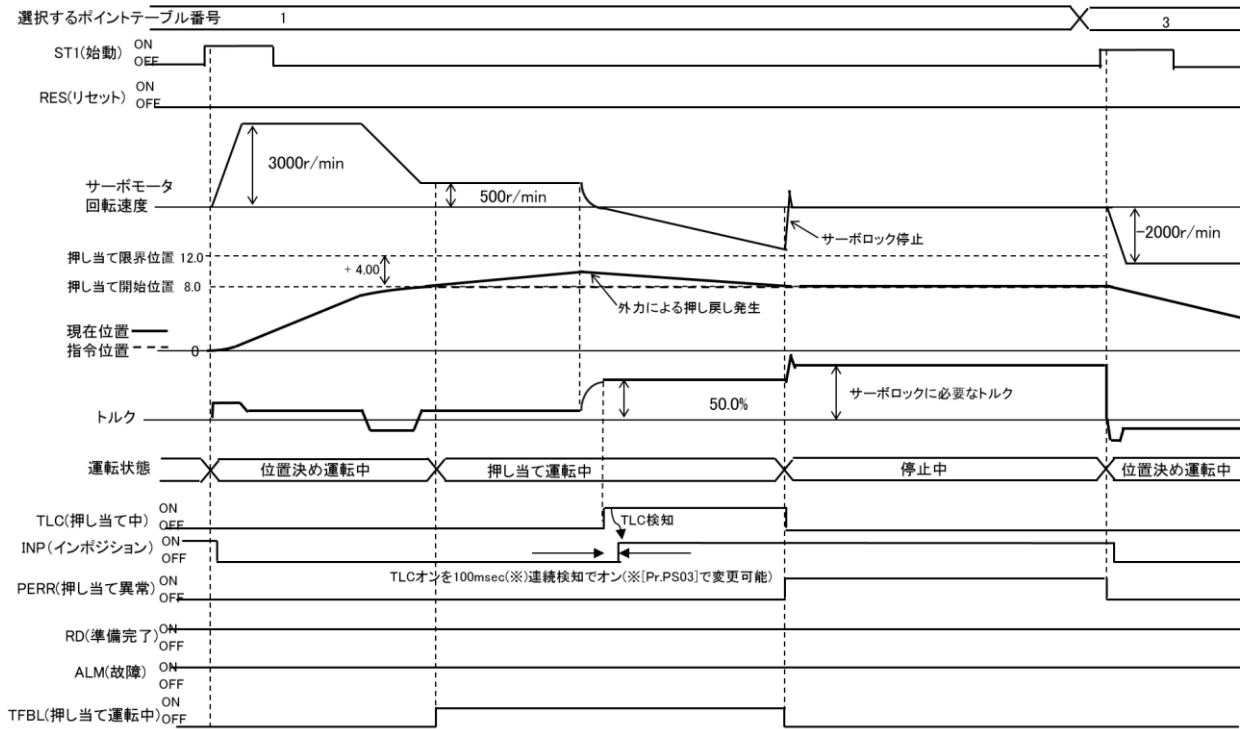 選択するポイントテーブル番号 1 3
ST1(始動) ON
OFF
RES(リセット) ON
OFF
3000r/min
サーボモータ
回転速度
500r/min
-2000r/min
サーボロック停止
押し当て限界位置 12.0
+ 4.00
押し当て開始位置 8.0
外力による押し戻し発生
現在位置
指令位置
0
トルク
50.0%
サーボロックに必要なトルク
運転状態 位置決め運転中 押し当て運転中 停止中 位置決め運転中
TLC(押し当て中) ON
OFF
TLC検知
INP(インポジション) ON
OFF
TLCオンを100msec(※)連続検知でオン(※[Pr.PS03]で変更可能)
PERR(押し当て異常) ON
OFF
RD(準備完了) ON
OFF
ALM(故障) ON
OFF
TFBL(押し当て運転中) ON
OFF